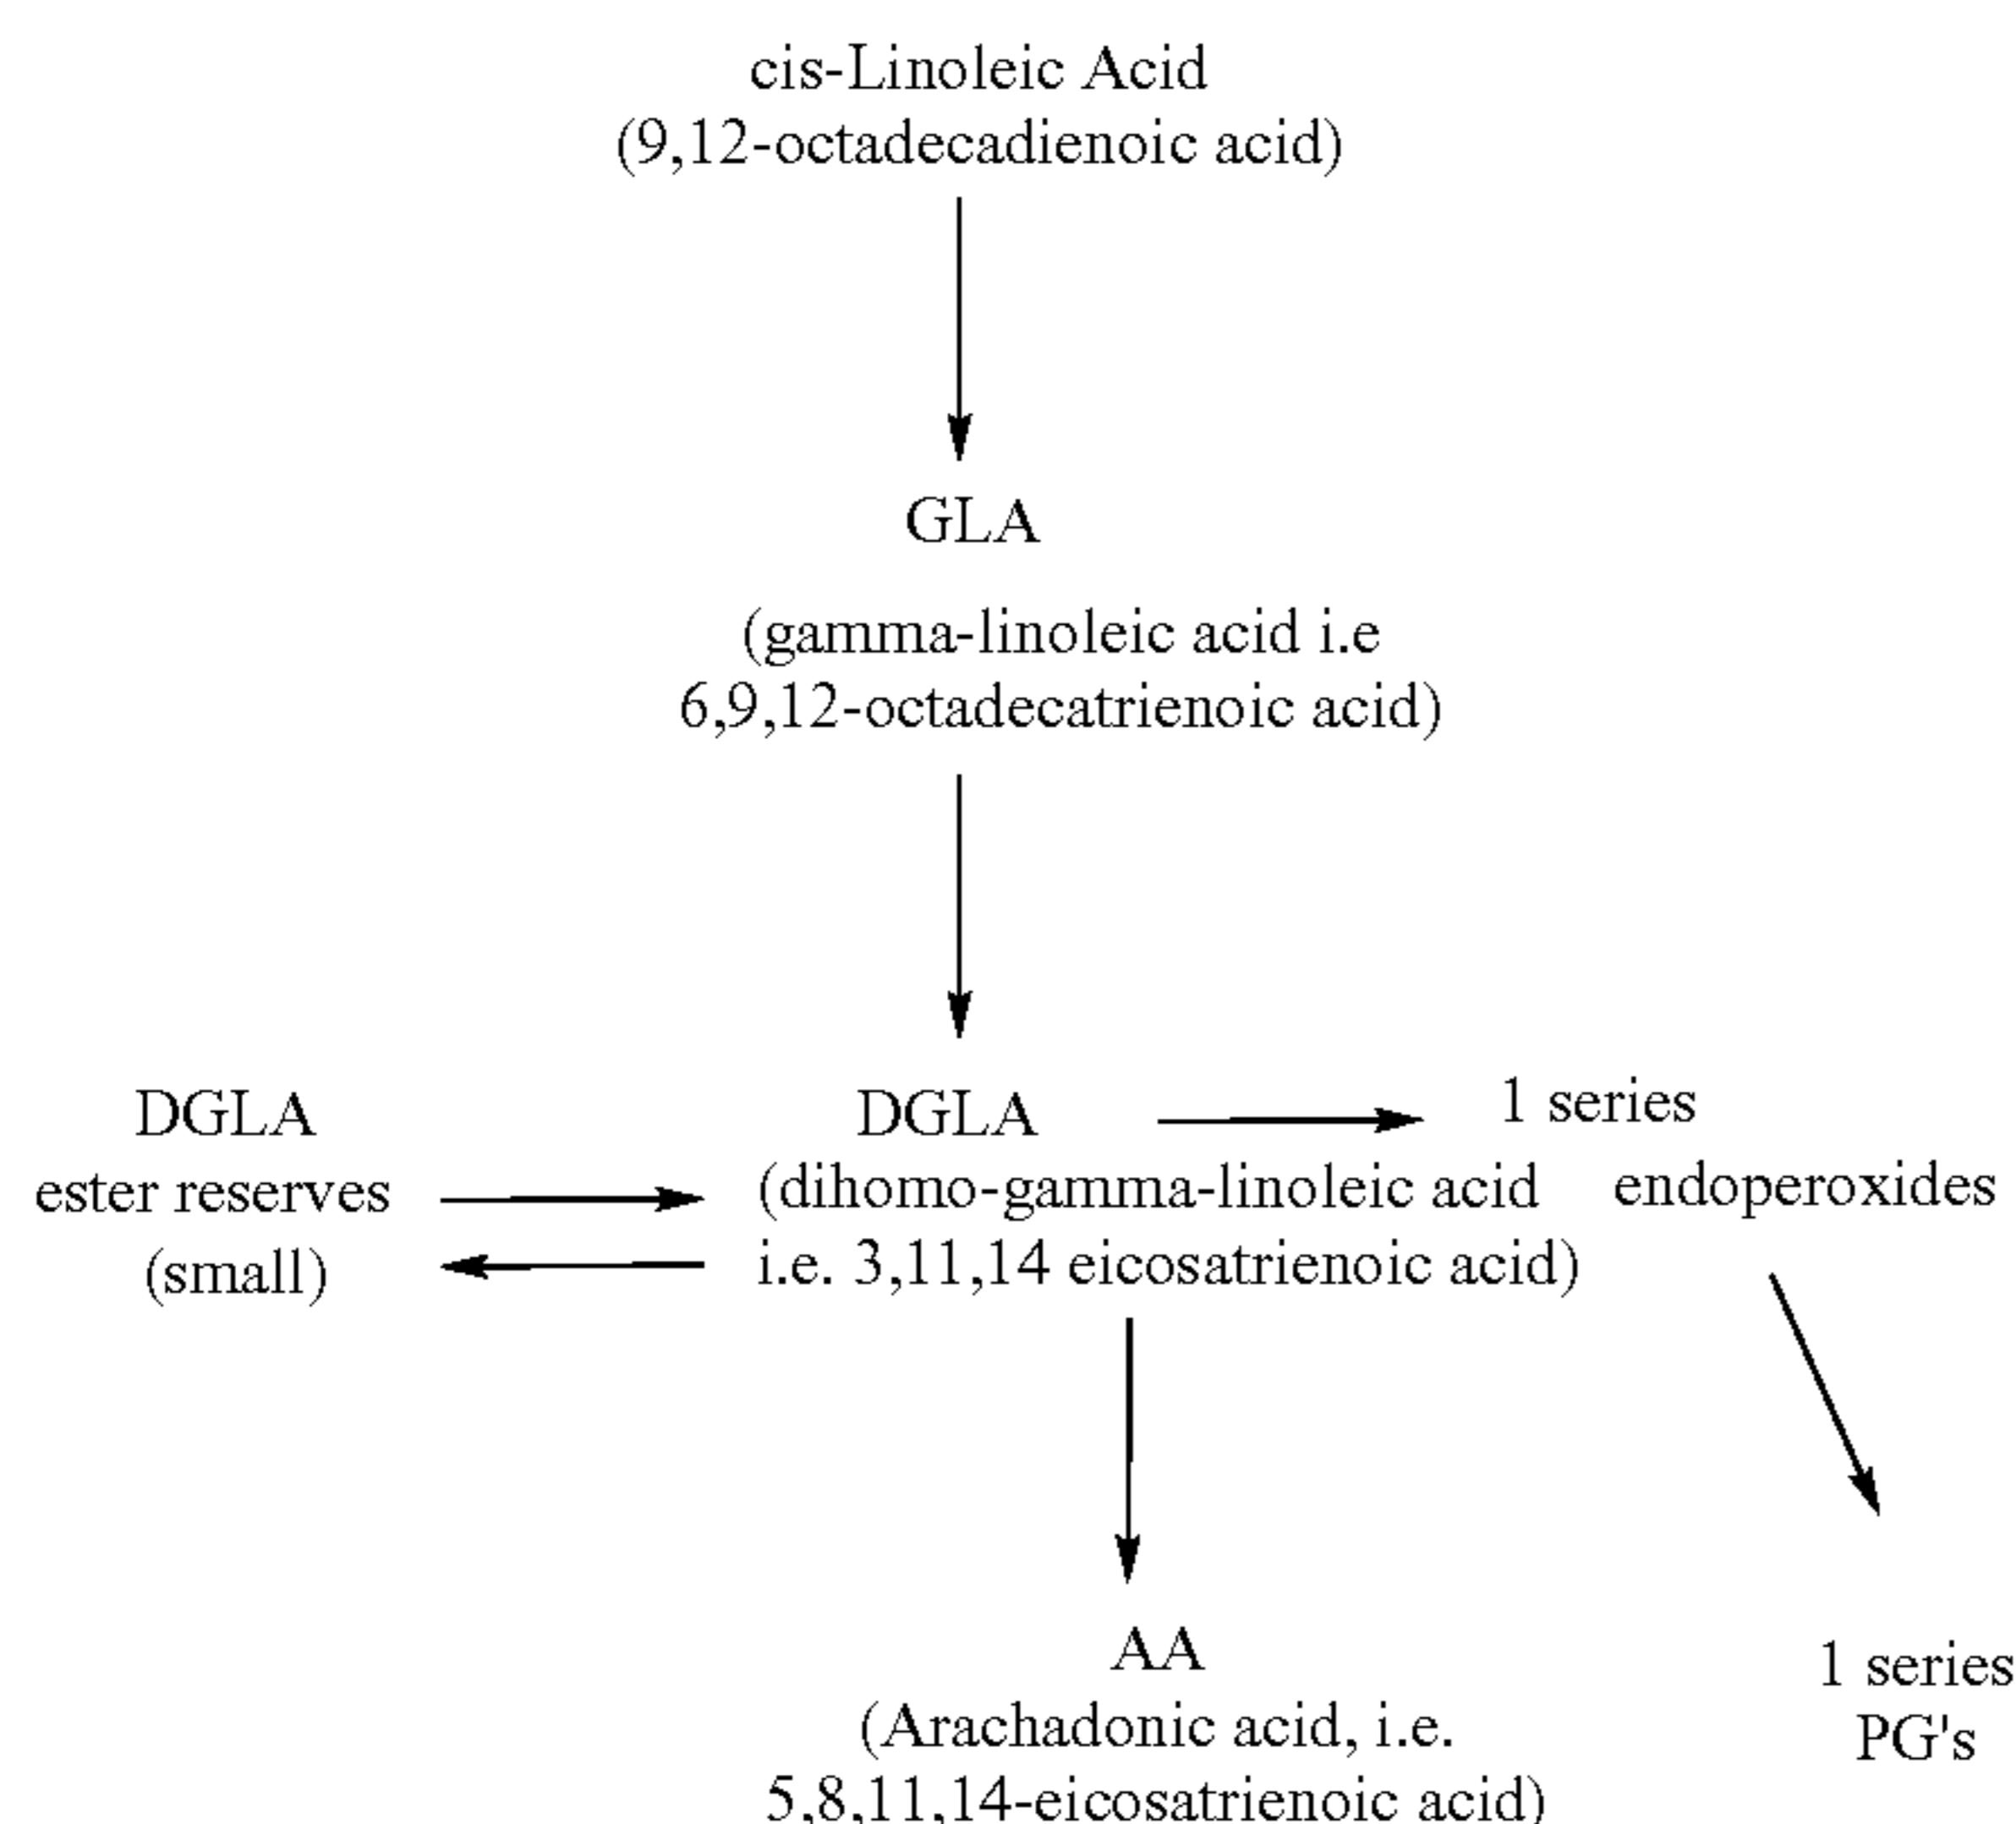 cis-Linoleic Acid
(9,12-octadecadienoic acid)
GLA
(gamma-linoleic acid i.e
6,9,12-octadecatrienoic acid)
DGLA
ester reserves
(small)
DGLA
(dihomo-gamma-linoleic acid
i.e. 3,11,14 eicosatrienoic acid)
1 series
endoperoxides
AA
(Arachadonic acid, i.e.
5,8,11,14-eicosatrienoic acid)
1 series
PG's